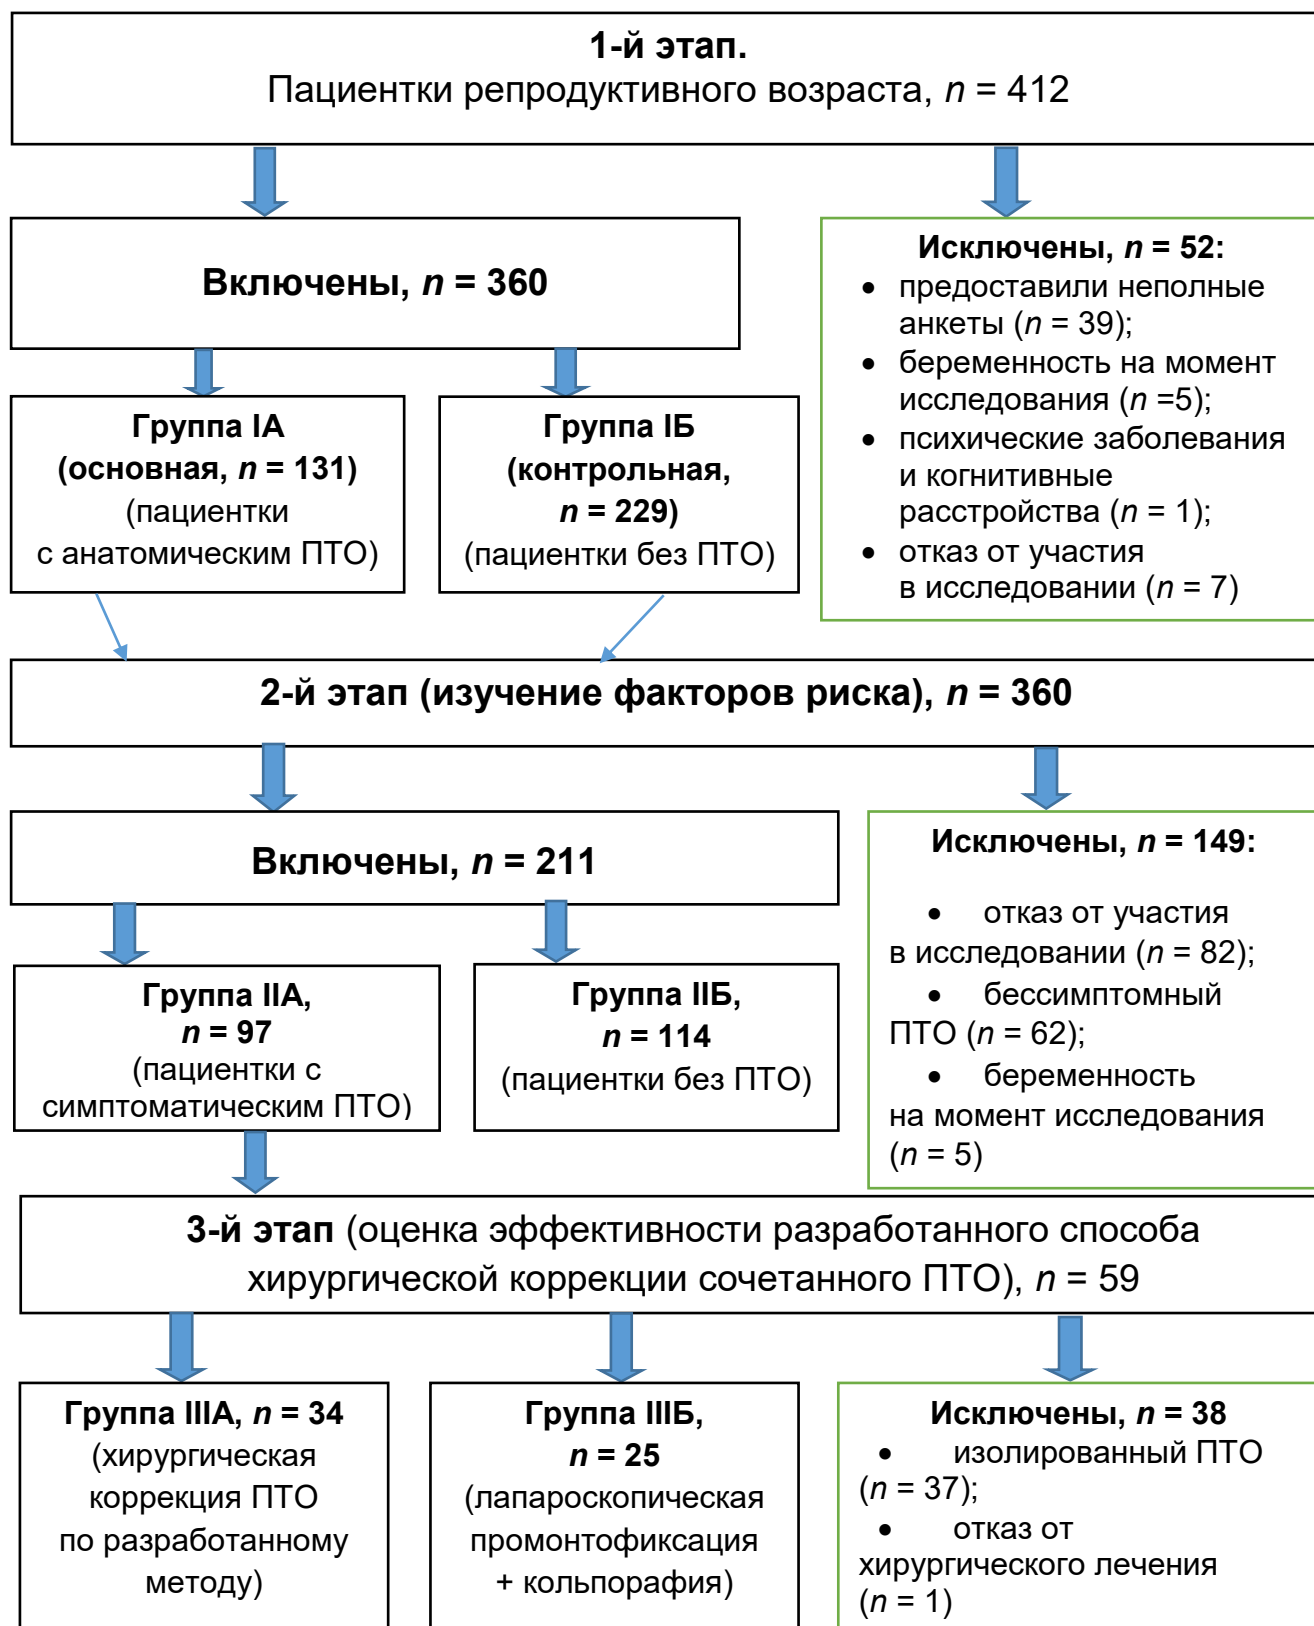 1-й этап.
Пациентки репродуктивного возраста, n = 412
Включены, n = 360
Исключены, n = 52:
• предоставили неполные
анкеты (n = 39);
• беременность на момент
исследования (n =5);
• психические заболевания
и когнитивные
расстройства (n = 1);
• отказ от участия
в исследовании (n = 7)
Группа IА
(основная, n = 131)
(пациентки
с анатомическим ПТО)
Группа IБ
(контрольная,
n = 229)
(пациентки без ПТО)
2-й этап (изучение факторов риска), n = 360
Включены, n = 211
Исключены, n = 149:
• отказ от участия
в исследовании (n = 82);
• бессимптомный
ПТО (n = 62);
• беременность
на момент исследования
(n = 5)
Группа IIА,
n = 97
(пациентки с
симптоматическим ПТО)
Группа IIБ,
n = 114
(пациентки без ПТО)
3-й этап (оценка эффективности разработанного способа
хирургической коррекции сочетанного ПТО), n = 59
Группа IIIА, n = 34
(хирургическая
коррекция ПТО
по разработанному
методу)
Группа IIIБ,
n = 25
(лапароскопическая
промонтофиксация
+ кольпорафия)
Исключены, n = 38
• изолированный ПТО
(n = 37);
• отказ от
хирургического лечения
(n = 1)